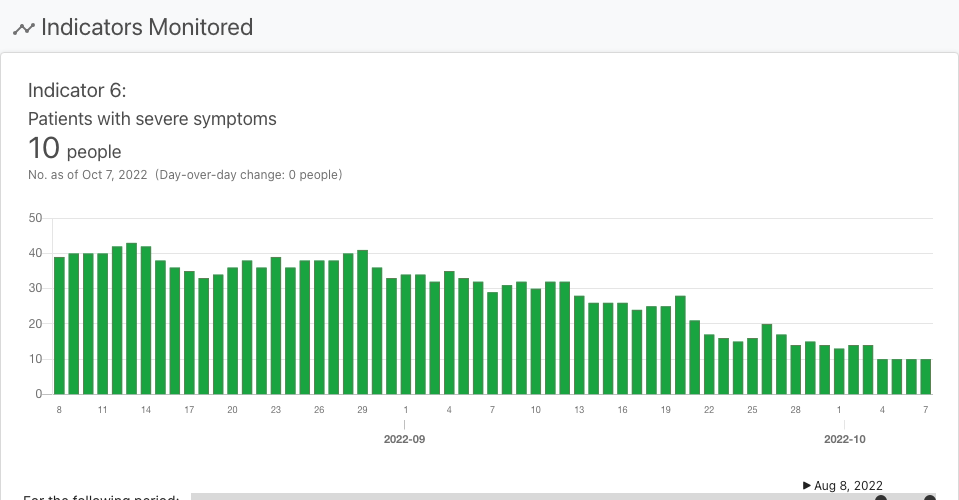 Indicators Monitored
Indicator 6:
Patients with severe symptoms
10 people
No. as of Oct 7, 2022 (Day-over-day change: 0 people)
50
40
30
20
10
0
8 11 14 17 20 23 26 29 1 4 7 10 13 16 19 22 25 28 1 4 7
2022-09 2022-10
▶ Aug 8, 2022
For the following period: